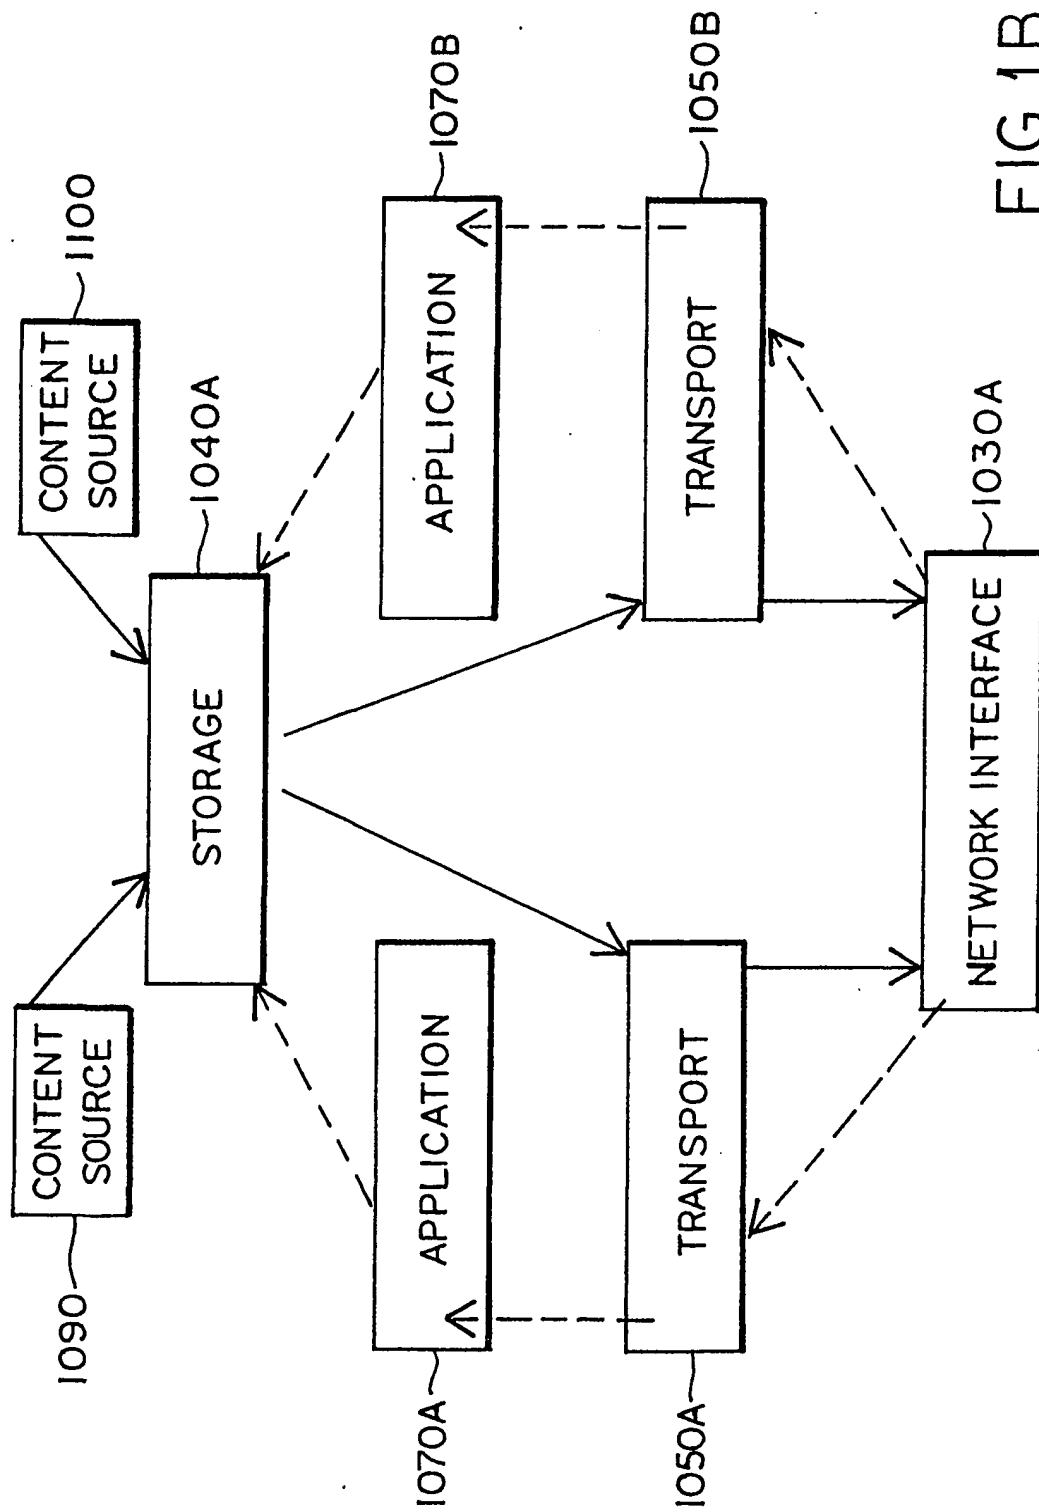 1090
CONTENT
SOURCE
CONTENT
SOURCE
1100
STORAGE
1040A
1070A
APPLICATION
APPLICATION
1070B
1050A
TRANSPORT
TRANSPORT
1050B
NETWORK INTERFACE
1030A
FIG. 1B